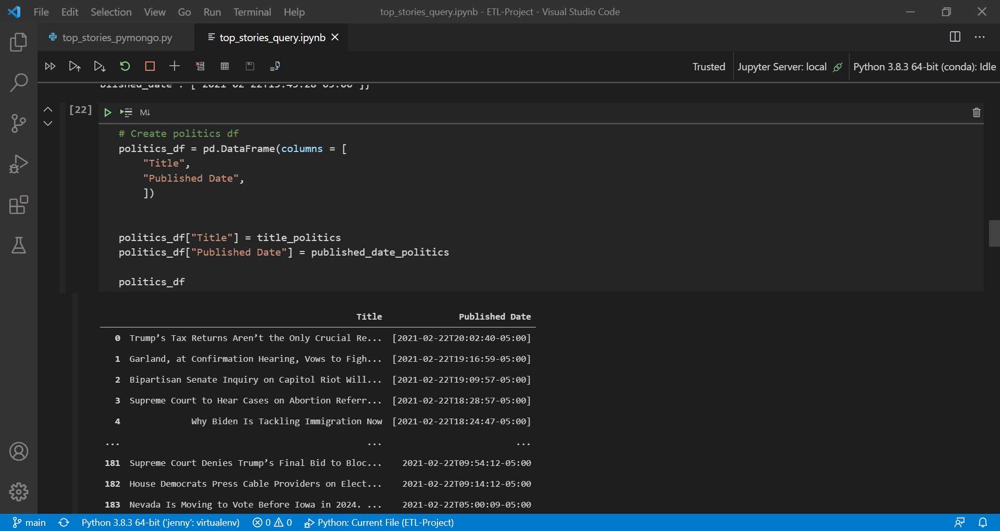 File Edit Selection View Go Run Terminal Help top_stories_query.ipynb - ETL-Project - Visual Studio Code
top_stories_pymongo.py top_stories_query.ipynb
Trusted Jupyter Server: local Python 3.8.3 64-bit (conda): Idle
blished_date': ['2021-02-22T15:45:28-05:00']}
[22] M↓
# Create politics df
politics_df = pd.DataFrame(columns = [
"Title",
"Published Date",
])
politics_df["Title"] = title_politics
politics_df["Published Date"] = published_date_politics
politics_df
Title Published Date
0 Trump’s Tax Returns Aren’t the Only Crucial Re... [2021-02-22T20:02:40-05:00]
1 Garland, at Confirmation Hearing, Vows to Figh... [2021-02-22T19:16:59-05:00]
2 Bipartisan Senate Inquiry on Capitol Riot Will... [2021-02-22T19:09:57-05:00]
3 Supreme Court to Hear Cases on Abortion Referr... [2021-02-22T18:28:57-05:00]
4 Why Biden Is Tackling Immigration Now [2021-02-22T18:24:47-05:00]
... ... ...
181 Supreme Court Denies Trump’s Final Bid to Bloc... 2021-02-22T09:54:12-05:00
182 House Democrats Press Cable Providers on Elect... 2021-02-22T09:14:12-05:00
183 Nevada Is Moving to Vote Before Iowa in 2024. ... 2021-02-22T05:00:09-05:00
main Python 3.8.3 64-bit ('jenny': virtualenv) 0 0 Python: Current File (ETL-Project)